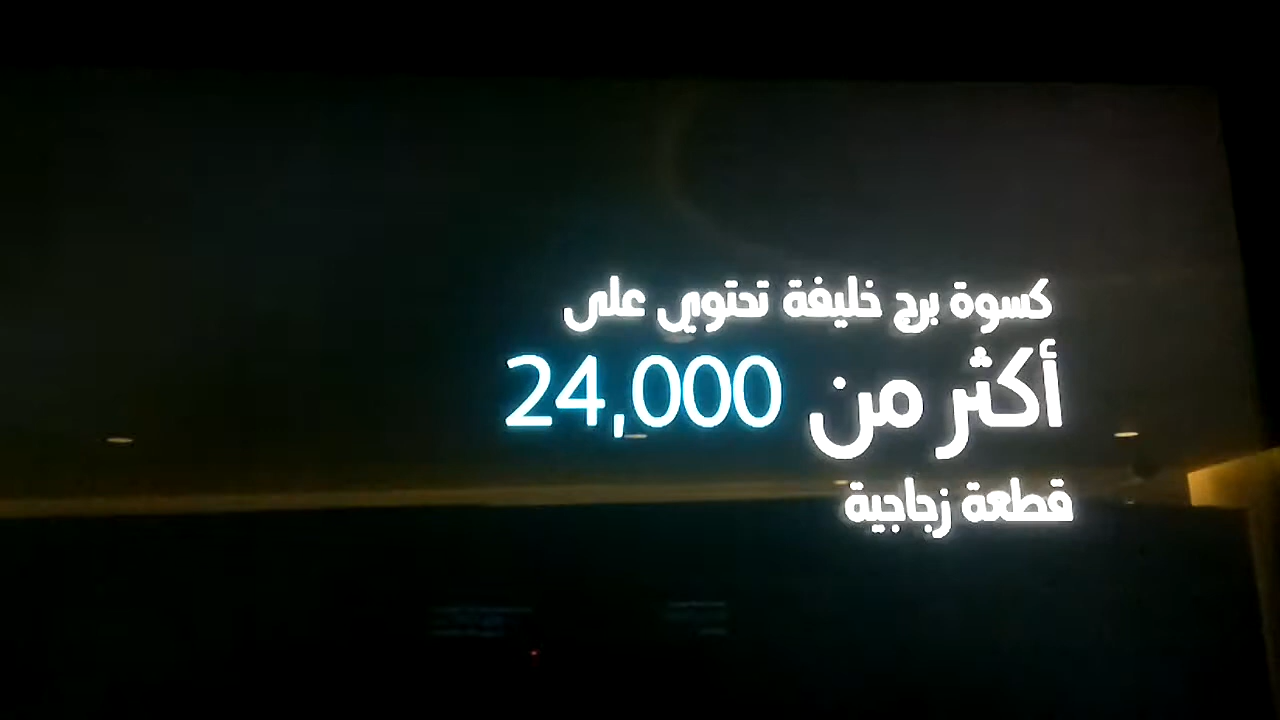 كسوة برج خليفة تحتوي على
أكثر من 24,000
قطعة زجاجية